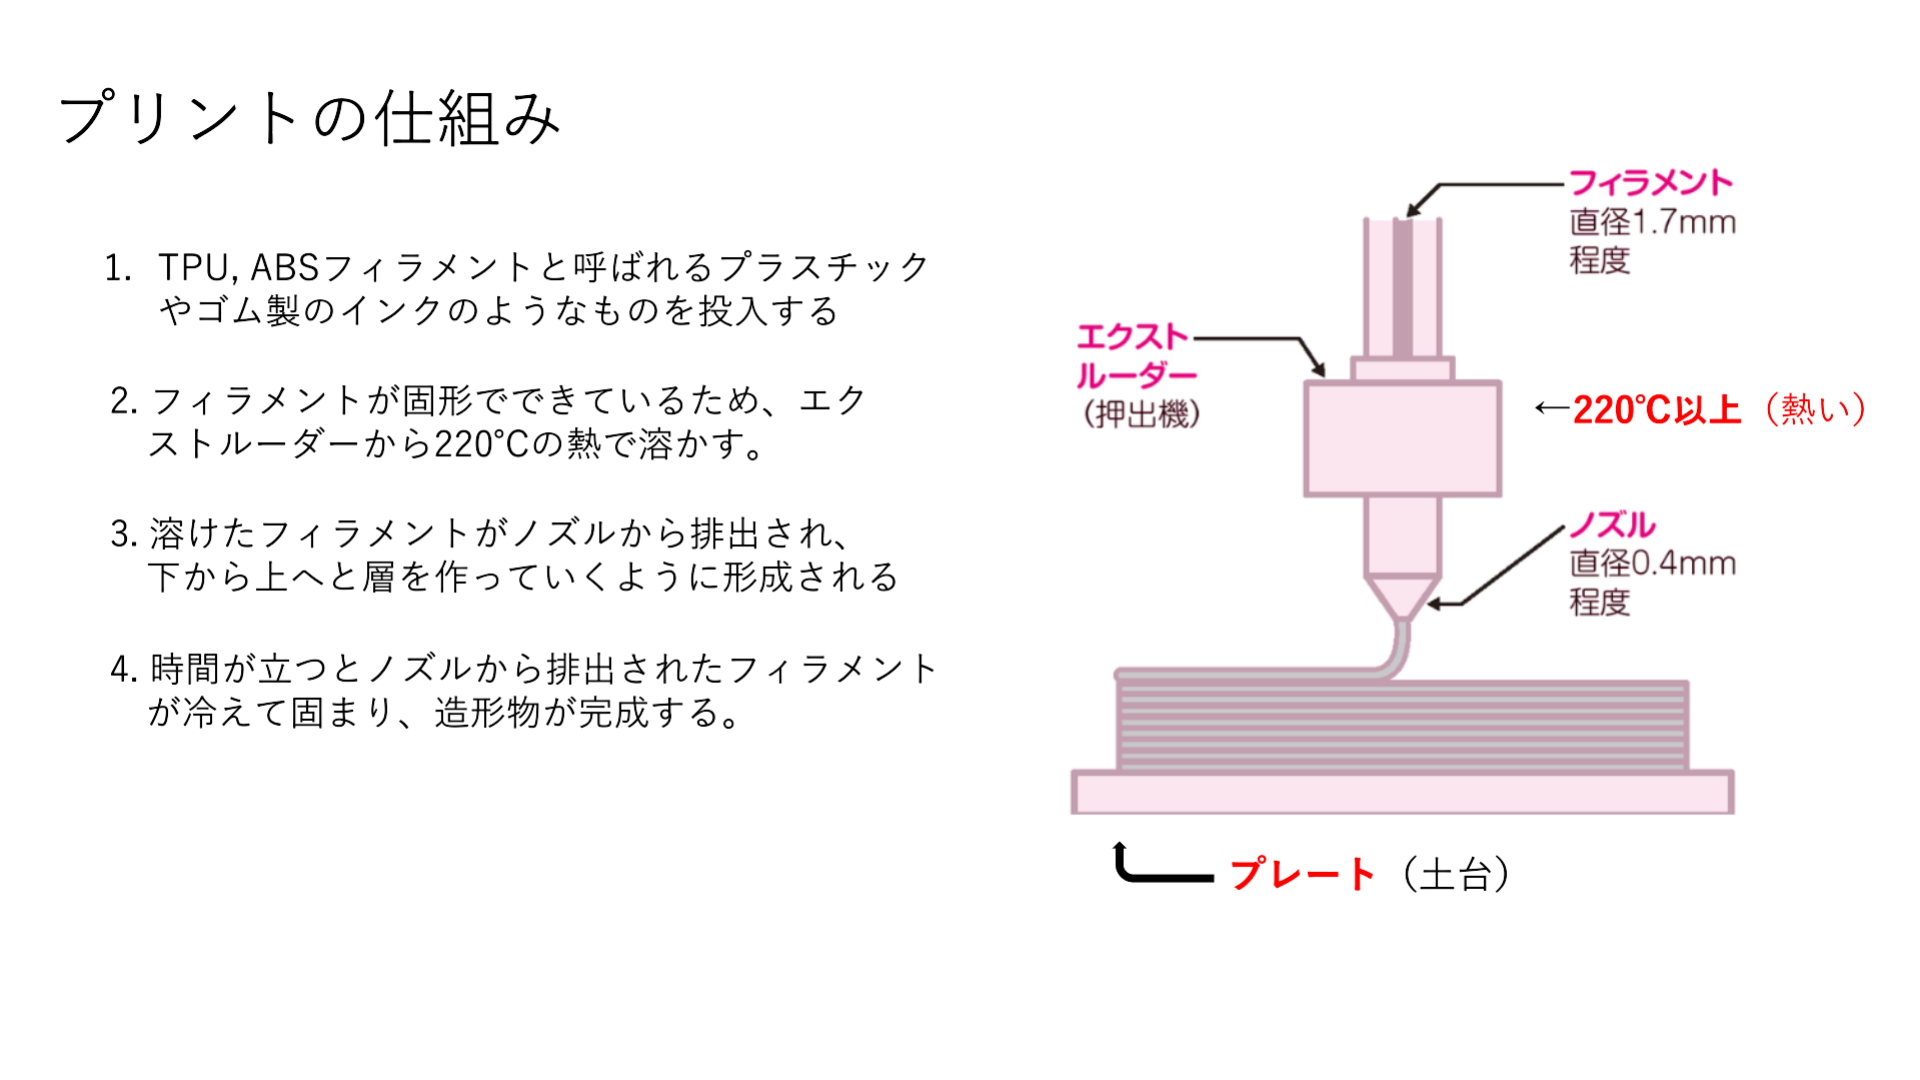 プリントの仕組み
1. TPU, ABSフィラメントと呼ばれるプラスチック
やゴム製のインクのようなものを投入する
2. フィラメントが固形でできているため、エク
ストルーダーから220℃の熱で溶かす。
3. 溶けたフィラメントがノズルから排出され、
下から上へと層を作っていくように形成される
4. 時間が立つとノズルから排出されたフィラメント
が冷えて固まり、造形物が完成する。
フィラメント
直径1.7mm
程度
エクスト
ルーダー
（押出機）
←220℃以上（熱い）
ノズル
直径0.4mm
程度
プレート（土台）